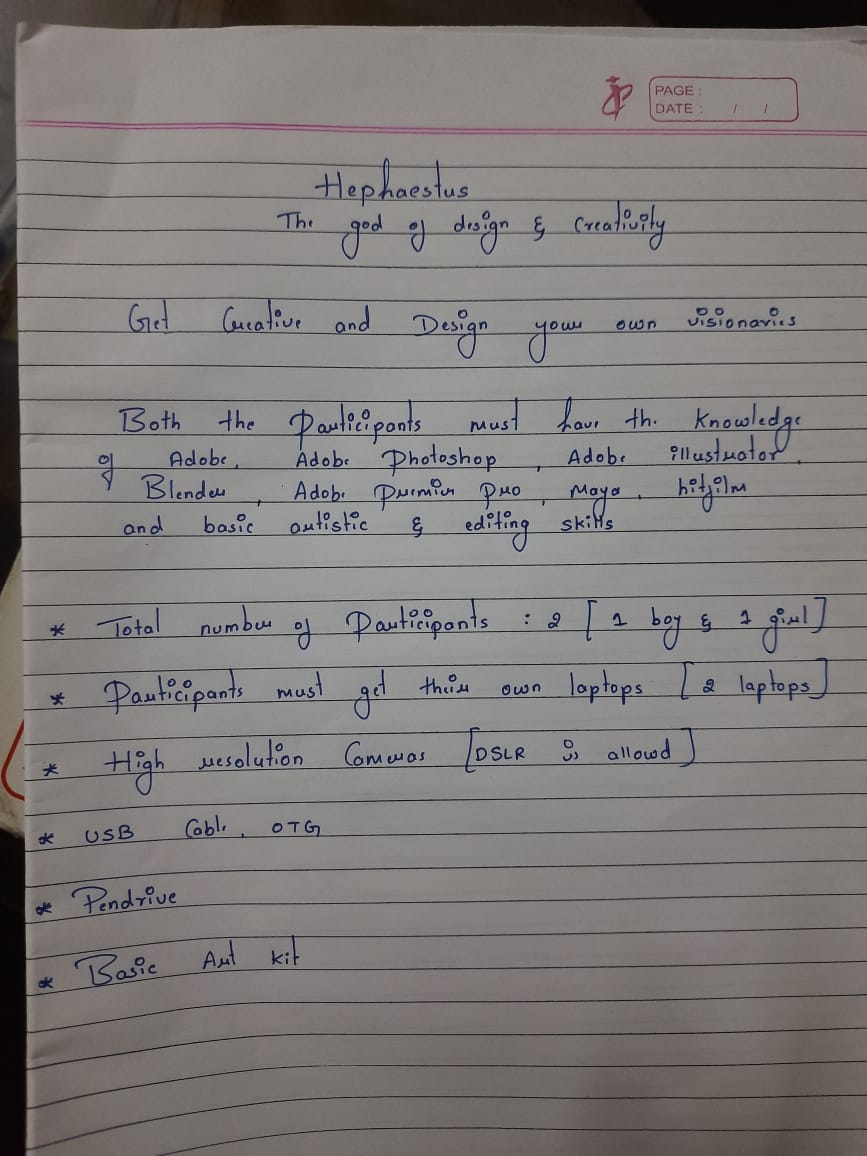 PAGE :
DATE : / /
Hephaestus
The god of design & Creativity
Get Creative and Design your own visionaries
Both the Participants must have the Knowledge
of Adobe, Adobe Photoshop, Adobe illustrator,
Blender, Adobe Premier pro, Maya, hitfilm
and basic artistic & editing skills
* Total number of Participants : 2 [ 1 boy & 1 girl ]
* Participants must get their own laptops [ 2 laptops ]
* High resolution Cameras [ DSLR is allowd ]
* USB Cable, OTG
* Pendrive
* Basic Art kit